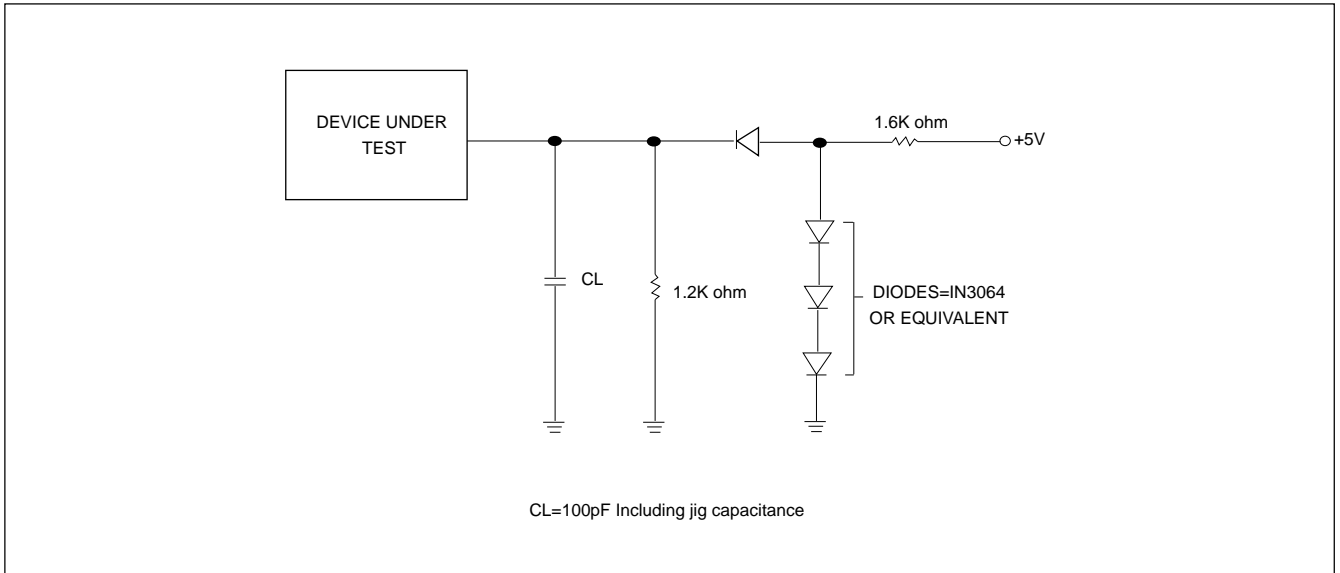 DEVICE UNDER
TEST
1.6K ohm
+5V
CL
1.2K ohm
DIODES=IN3064
OR EQUIVALENT
CL=100pF Including jig capacitance